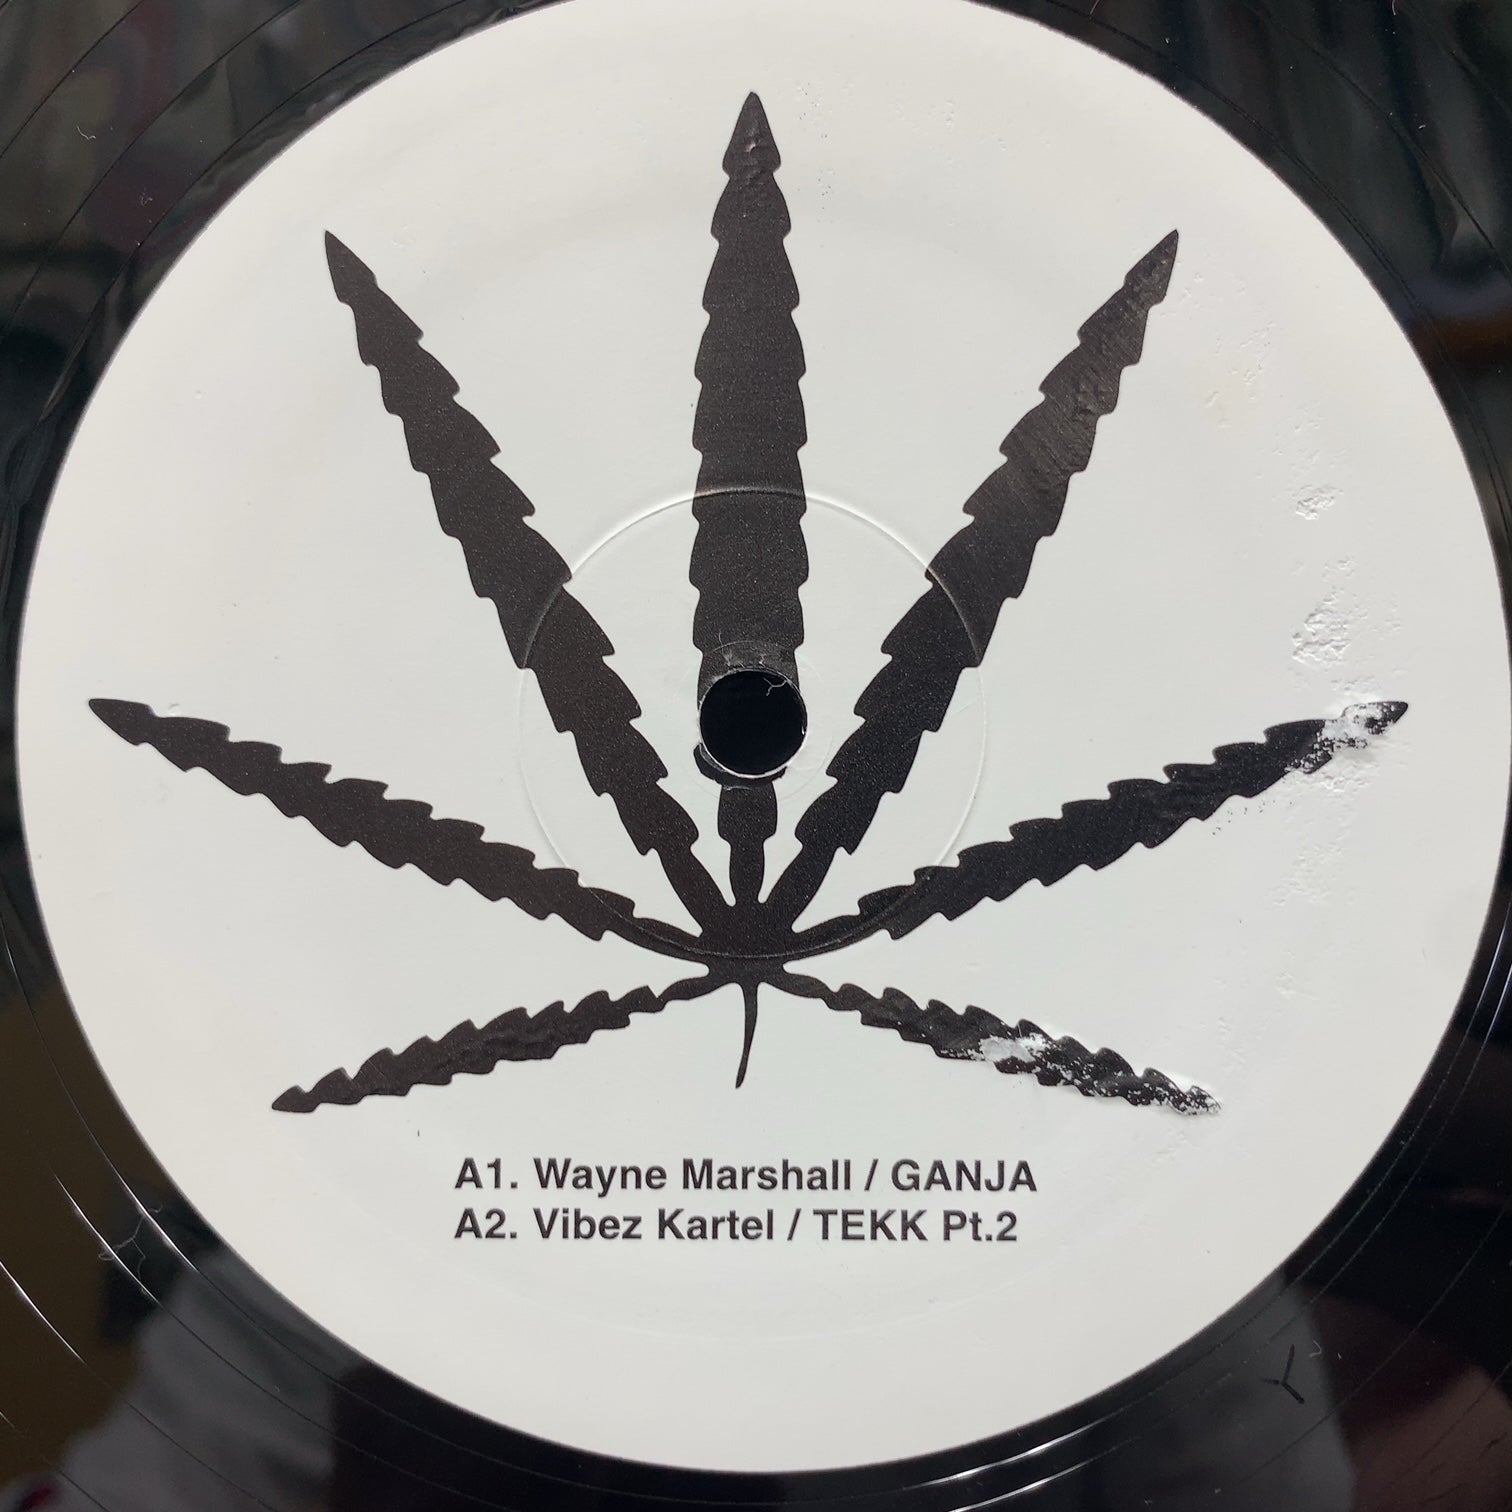 A1. Wayne Marshall / GANJA
A2. Vibez Kartel / TEKK Pt.2